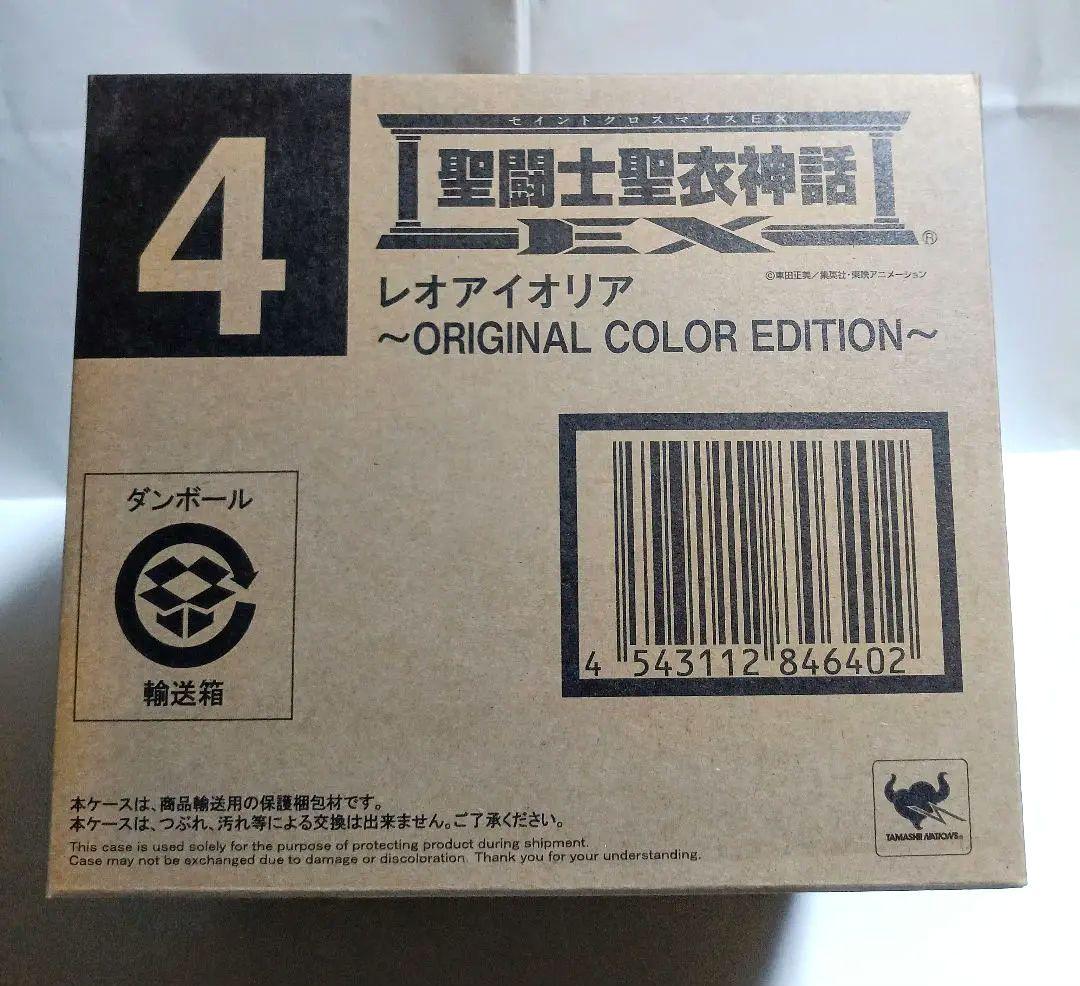 4
セイントクロスマイスEX
聖闘士聖衣神話
EX
®
©車田正美／集英社・東映アニメーション
レオアイオリア
～ORIGINAL COLOR EDITION～
4 543112 846402
ダンボール
輸送箱
本ケースは、商品輸送用の保護梱包材です。
本ケースは、つぶれ、汚れ等による交換は出来ません。ご了承ください。
This case is used solely for the purpose of protecting product during shipment.
Case may not be exchanged due to damage or discoloration. Thank you for your understanding.
TAMASHII NATIONS®